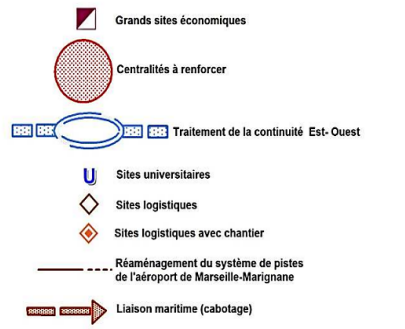 Grands sites économiques
Centralités à renforcer
Traitement de la continuité Est- Ouest
U Sites universitaires
Sites logistiques
Sites logistiques avec chantier
Réaménagement du système de pistes
de l'aéroport de Marseille-Marignane
Liaison maritime (cabotage)